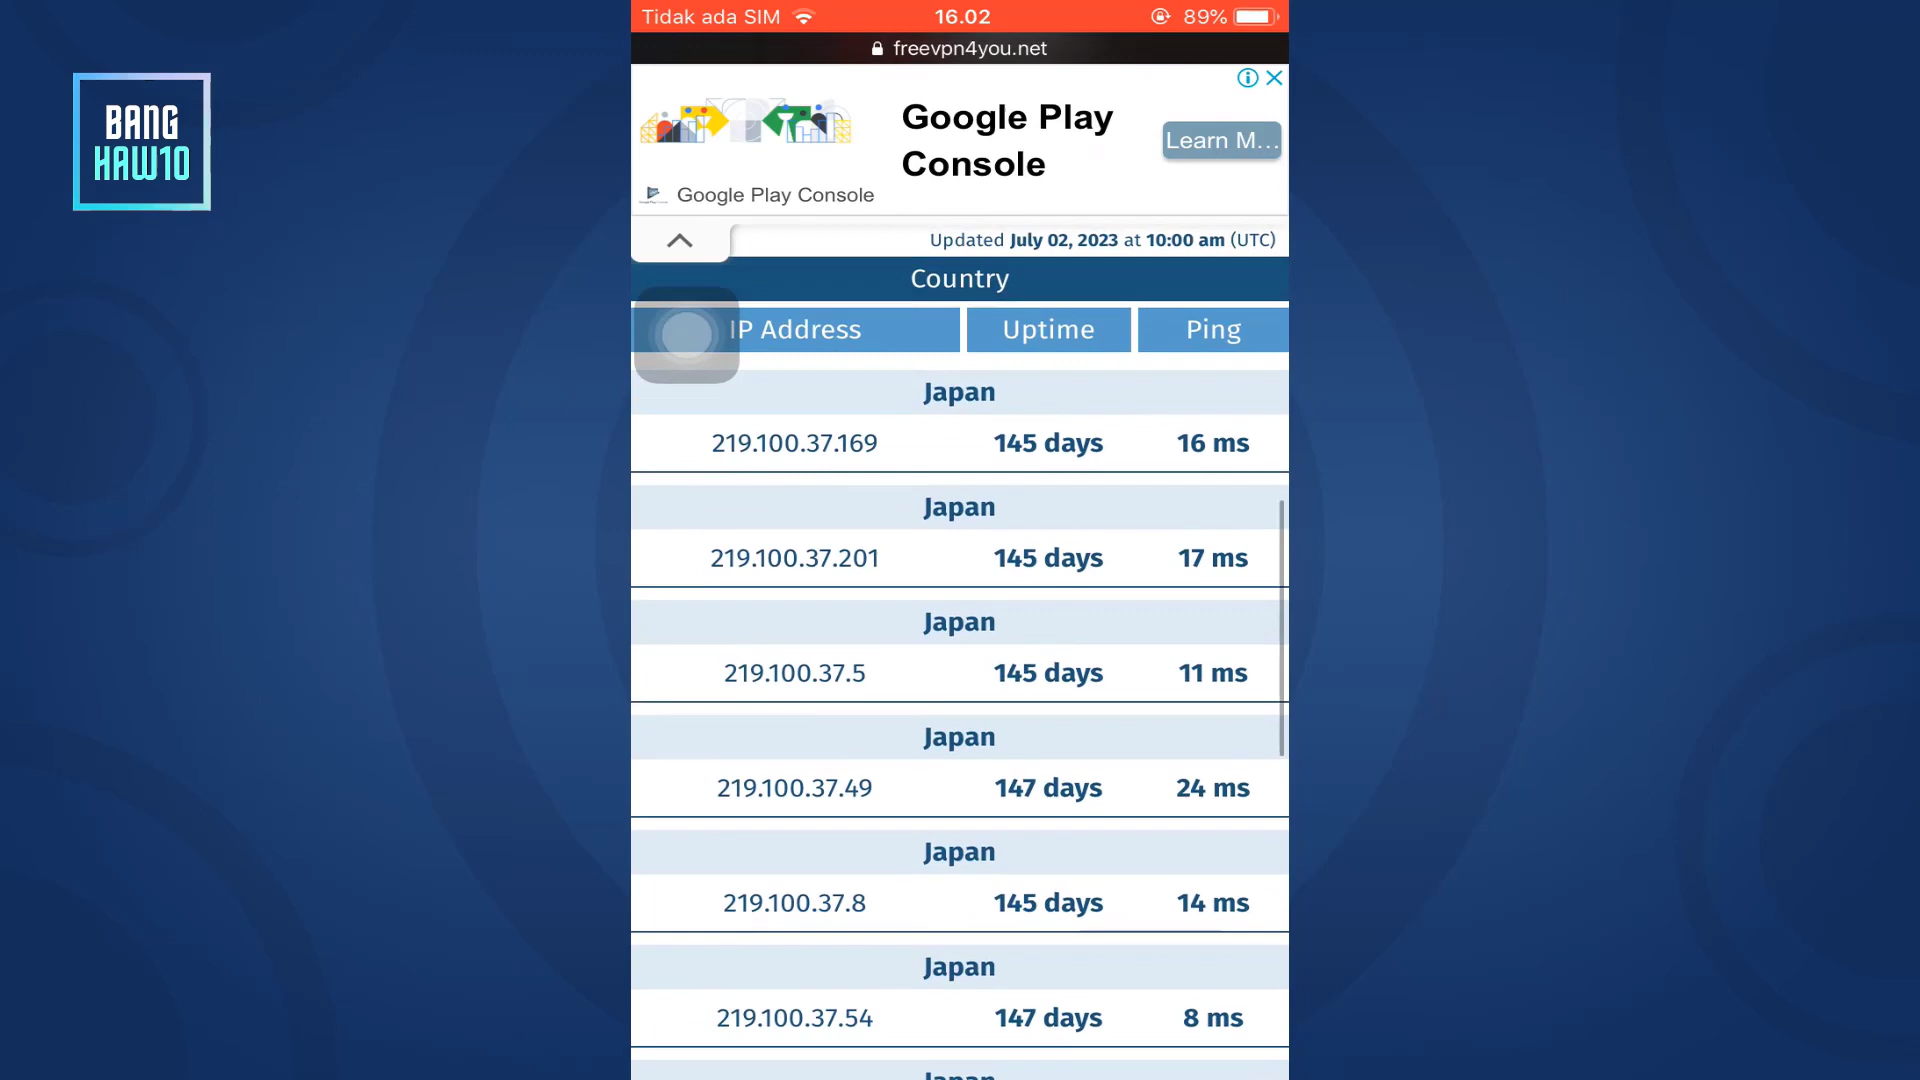 Tidak ada SIM 16.02 89%
freevpn4you.net
BANG
HAW10
Google Play
Console
Learn M...
Google Play Console
Updated July 02, 2023 at 10:00 am (UTC)
Country
IP Address Uptime Ping
Japan
219.100.37.169 145 days 16 ms
Japan
219.100.37.201 145 days 17 ms
Japan
219.100.37.5 145 days 11 ms
Japan
219.100.37.49 147 days 24 ms
Japan
219.100.37.8 145 days 14 ms
Japan
219.100.37.54 147 days 8 ms
Japan